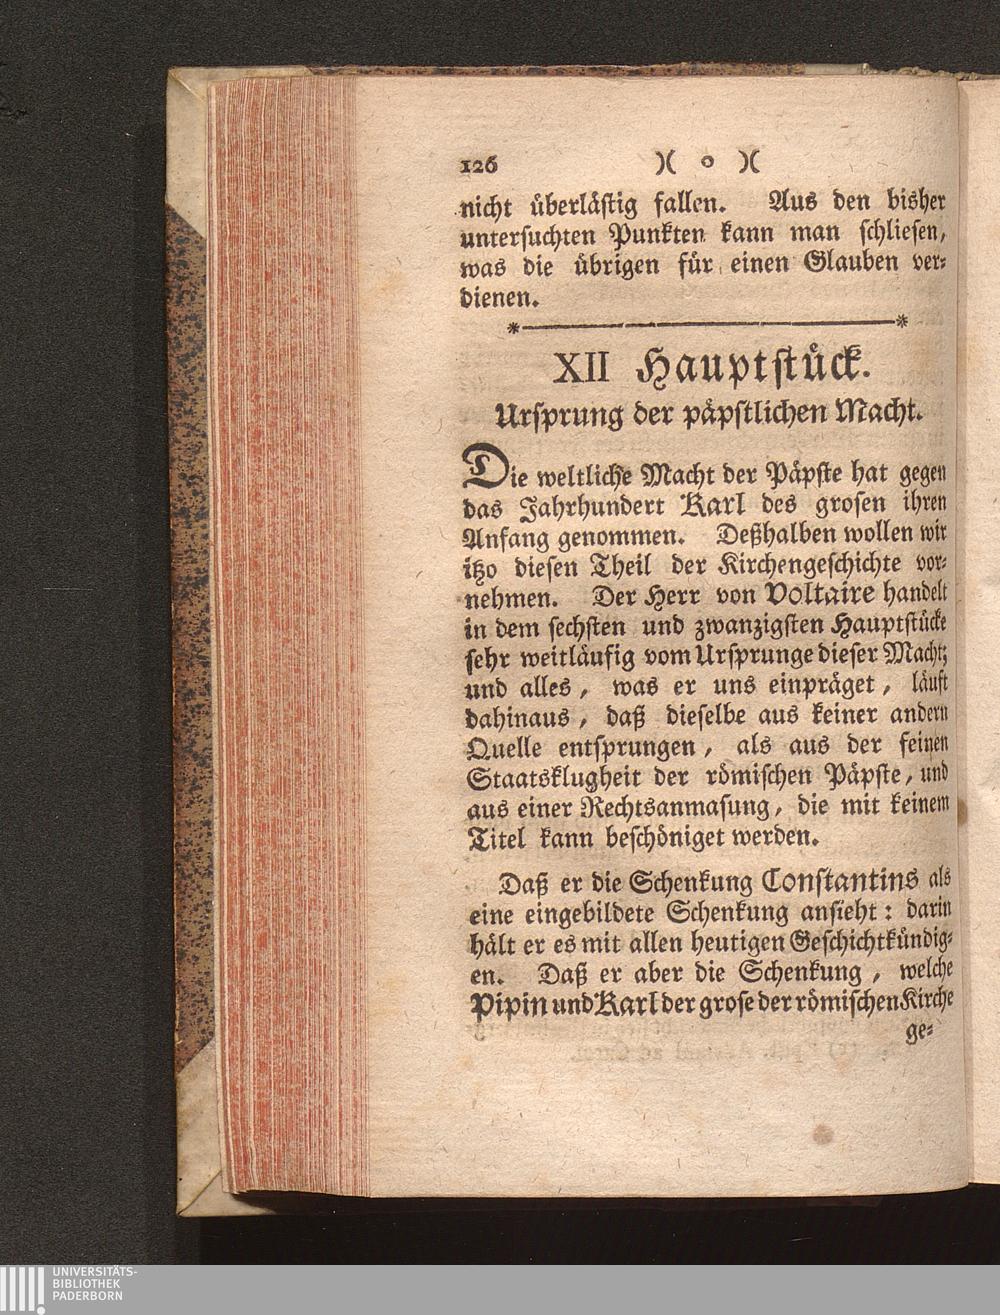 126 )( o )(
nicht überlästig fallen. Aus den bisher
untersuchten Punkten kann man schliesen,
was die übrigen für einen Glauben ver-
dienen.
XII Hauptstück.
Ursprung der päpstlichen Macht.
Die weltliche Macht der Päpste hat gegen
das Jahrhundert Karl des grosen ihren
Anfang genommen. Deßhalben wollen wir
itzo diesen Theil der Kirchengeschichte vor-
nehmen. Der Herr von Voltaire handelt
in dem sechsten und zwanzigsten Hauptstücke
sehr weitläufig vom Ursprunge dieser Macht;
und alles, was er uns einpräget, läuft
dahinaus, daß dieselbe aus keiner andern
Quelle entsprungen, als aus der feinen
Staatsklugheit der römischen Päpste, und
aus einer Rechtsanmasung, die mit keinem
Titel kann beschöniget werden.
Daß er die Schenkung Constantins als
eine eingebildete Schenkung ansieht: darin
hält er es mit allen heutigen Geschichtkündig-
en. Daß er aber die Schenkung, welche
Pipin und Karl der grose der römischen Kirche
ge-
UNIVERSITÄTS-
BIBLIOTHEK
PADERBORN